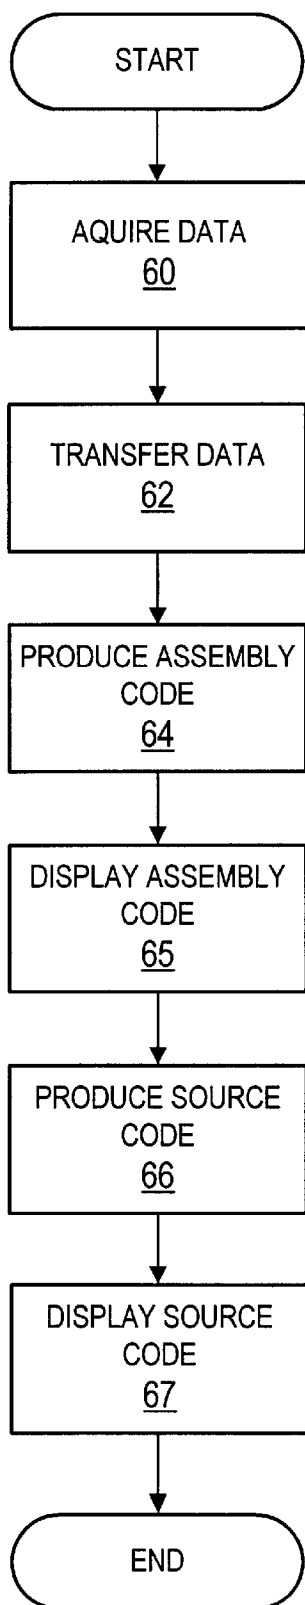 START
AQUIRE DATA
60
TRANSFER DATA
62
PRODUCE ASSEMBLY
CODE
64
DISPLAY ASSEMBLY
CODE
65
PRODUCE SOURCE
CODE
66
DISPLAY SOURCE
CODE
67
END